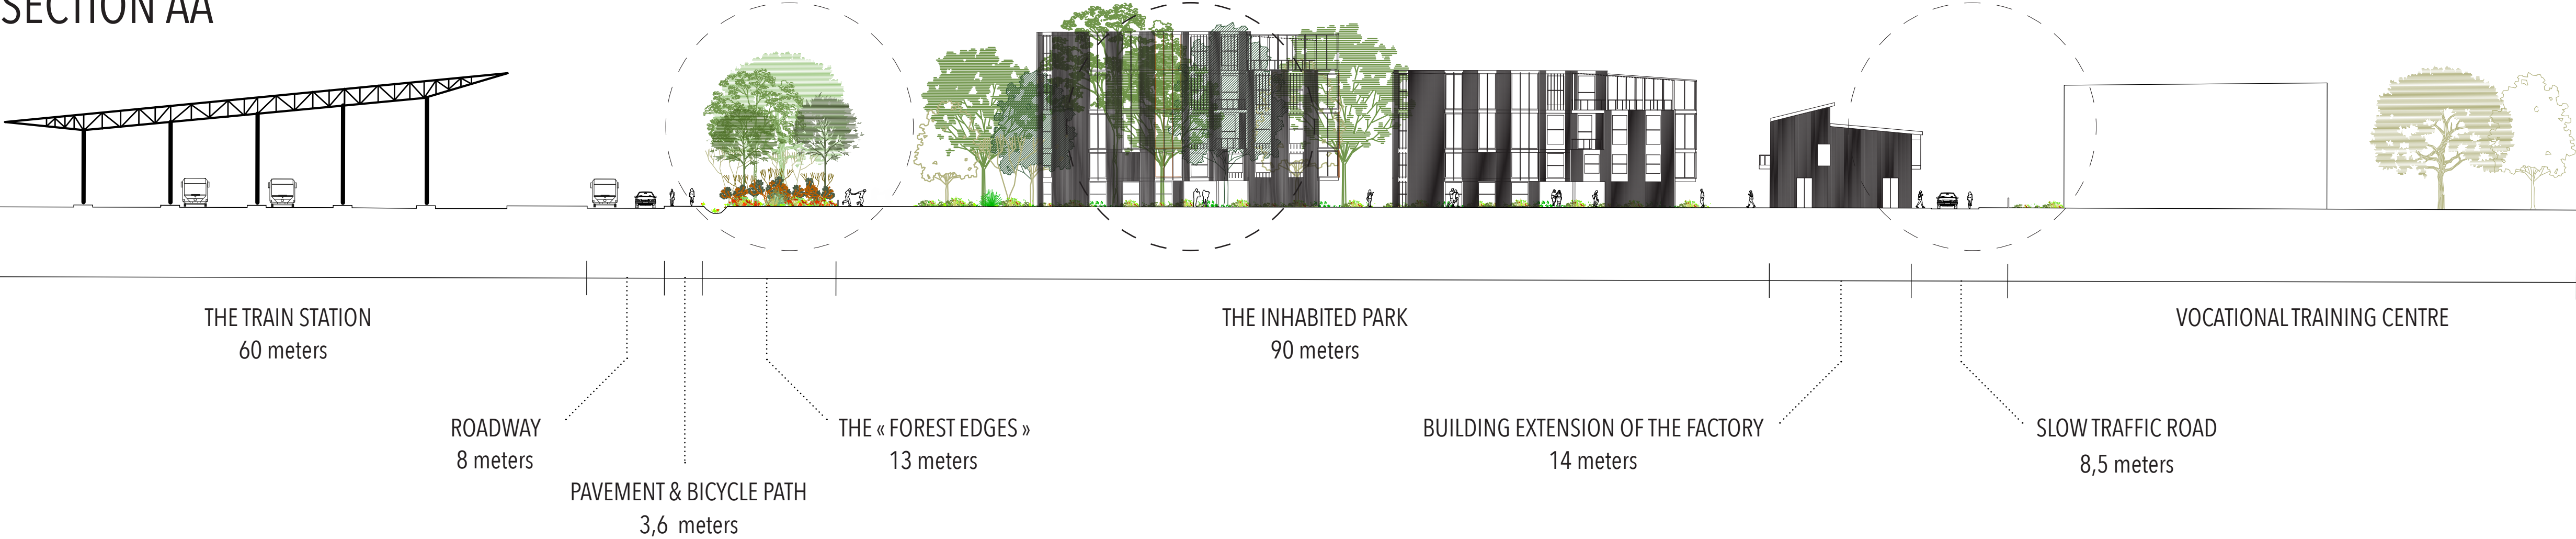 SECTION AA
THE TRAIN STATION
60 meters
THE INHABITED PARK
90 meters
VOCATIONAL TRAINING CENTRE
ROADWAY
8 meters
THE « FOREST EDGES »
13 meters
BUILDING EXTENSION OF THE FACTORY
14 meters
SLOW TRAFFIC ROAD
8,5 meters
PAVEMENT & BICYCLE PATH
3,6 meters